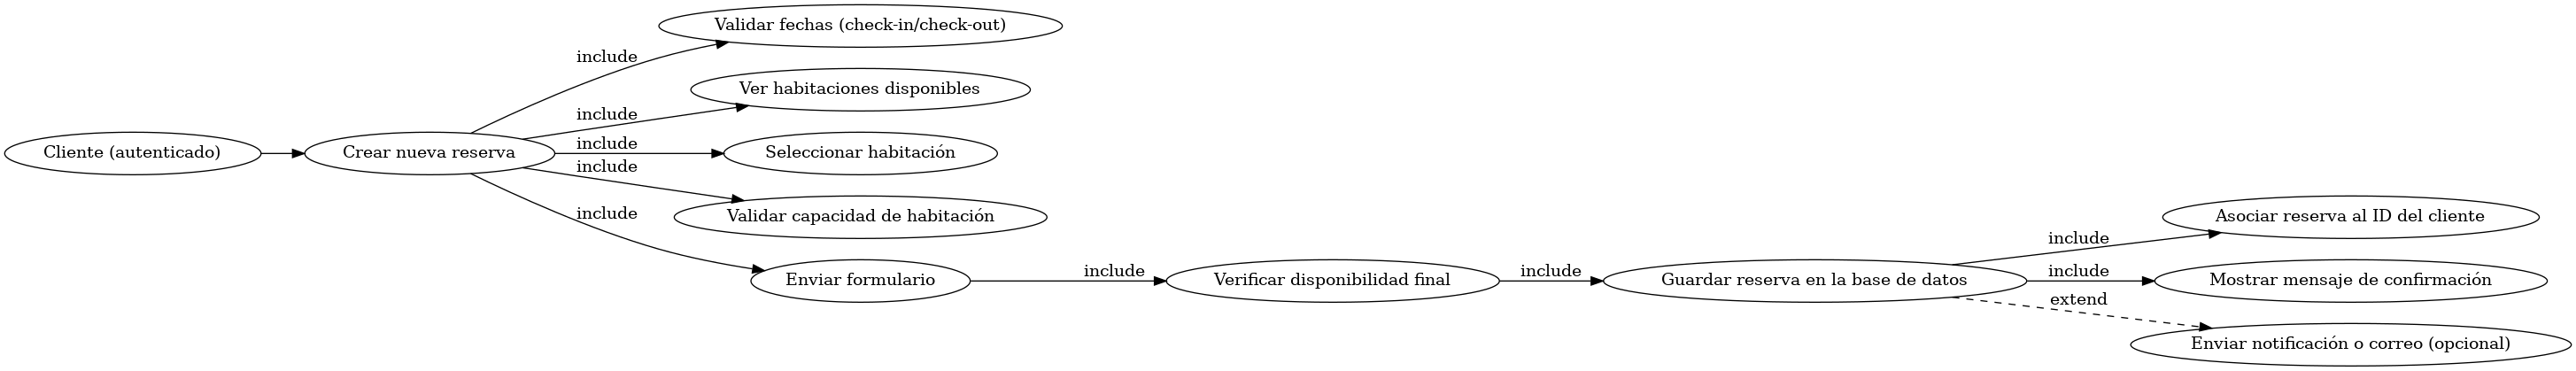 Validar fechas (check-in/check-out)
include
Ver habitaciones disponibles
include
include
Cliente (autenticado)
Crear nueva reserva
Seleccionar habitación
include
Validar capacidad de habitación
include
Enviar formulario
include
Verificar disponibilidad final
include
Guardar reserva en la base de datos
include
Asociar reserva al ID del cliente
include
Mostrar mensaje de confirmación
extend
Enviar notificación o correo (opcional)